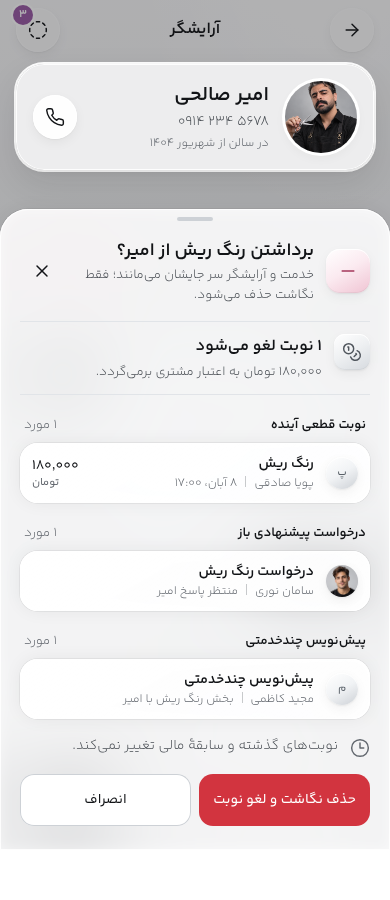 آرایشگر
۳
امیر صالحی
۰۹۱۴ ۲۳۴ ۵۶۷۸
در سالن از شهریور ۱۴۰۴
برداشتن رنگ ریش از امیر؟
خدمت و آرایشگر سر جایشان می‌مانند؛ فقط
نگاشت حذف می‌شود.
۱ نوبت لغو می‌شود
۱۸۰,۰۰۰ تومان به اعتبار مشتری برمی‌گردد.
نوبت قطعی آینده
۱ مورد
پ
رنگ ریش
پویا صادقی | ۸ آبان، ۱۷:۰۰
۱۸۰,۰۰۰
تومان
درخواست پیشنهادی باز
۱ مورد
درخواست رنگ ریش
سامان نوری | منتظر پاسخ امیر
پیش‌نویس چندخدمتی
۱ مورد
م
پیش‌نویس چندخدمتی
مجید کاظمی | بخش رنگ ریش با امیر
نوبت‌های گذشته و سابقهٔ مالی تغییر نمی‌کند.
حذف نگاشت و لغو نوبت
انصراف